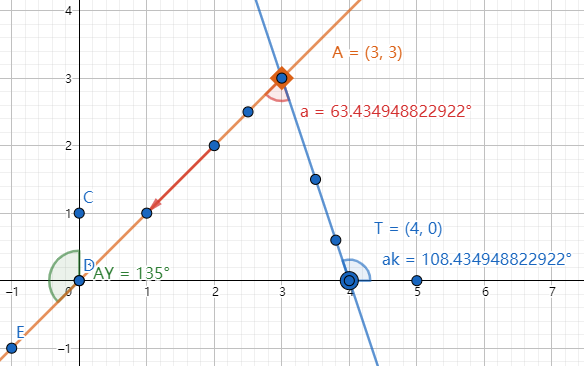 4
A = (3, 3)
3
a = 63.434948822922°
2
C
1
T = (4, 0)
D
AY = 135°
ak = 108.434948822922°
−1
0
1
2
3
4
5
6
7
E
−1